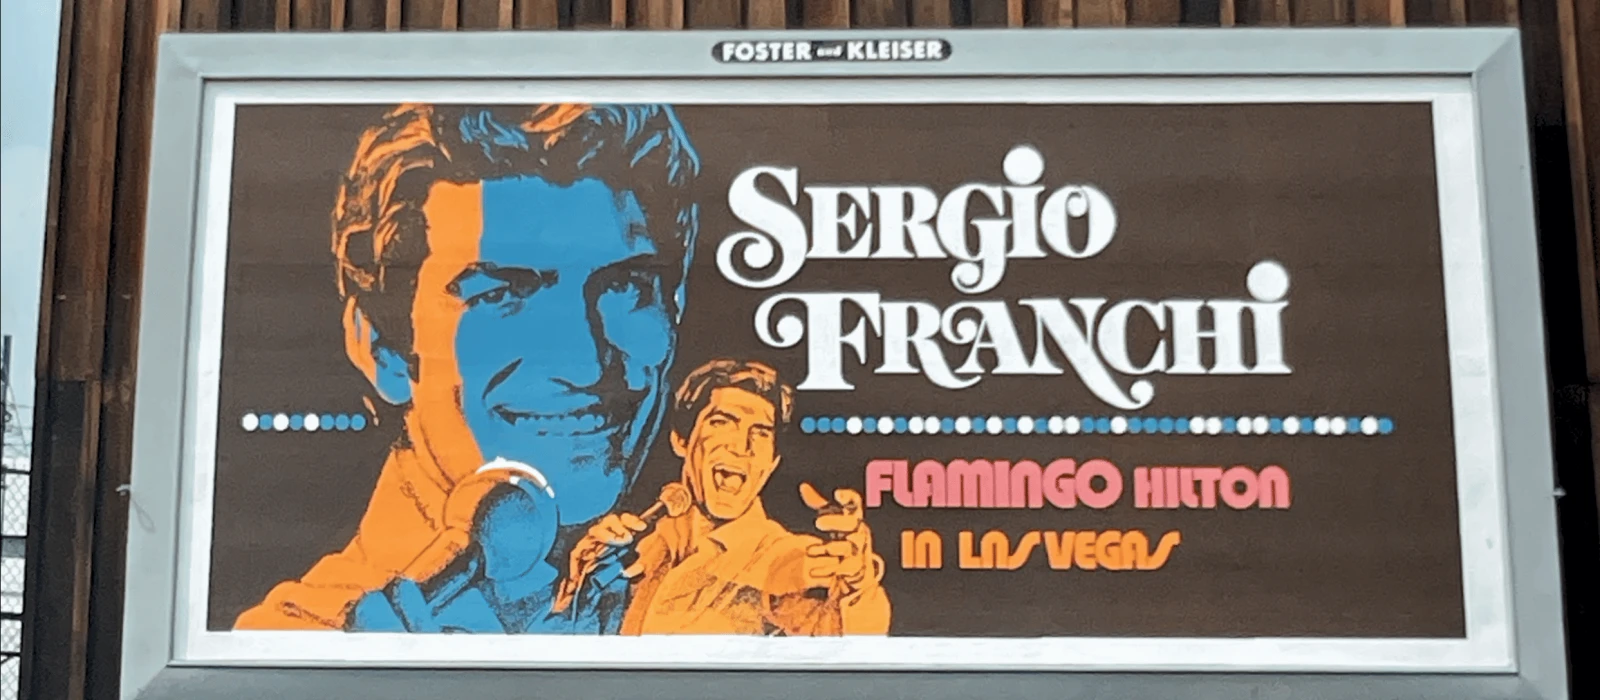 FOSTER and KLEISER
SERGIO
FRANCHI
FLAMINGO HILTON
IN LAS VEGAS